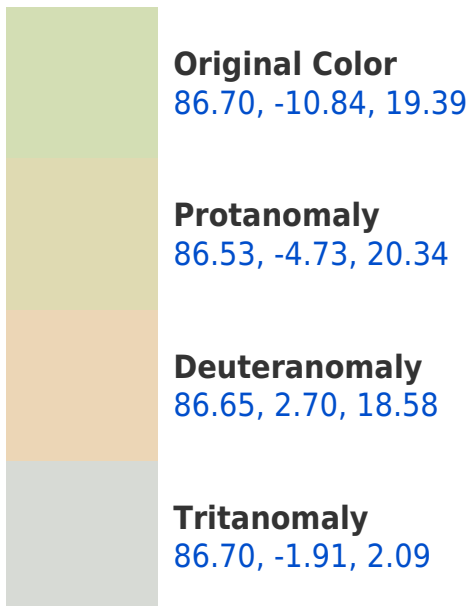 Original Color
86.70, -10.84, 19.39
Protanomaly
86.53, -4.73, 20.34
Deuteranomaly
86.65, 2.70, 18.58
Tritanomaly
86.70, -1.91, 2.09